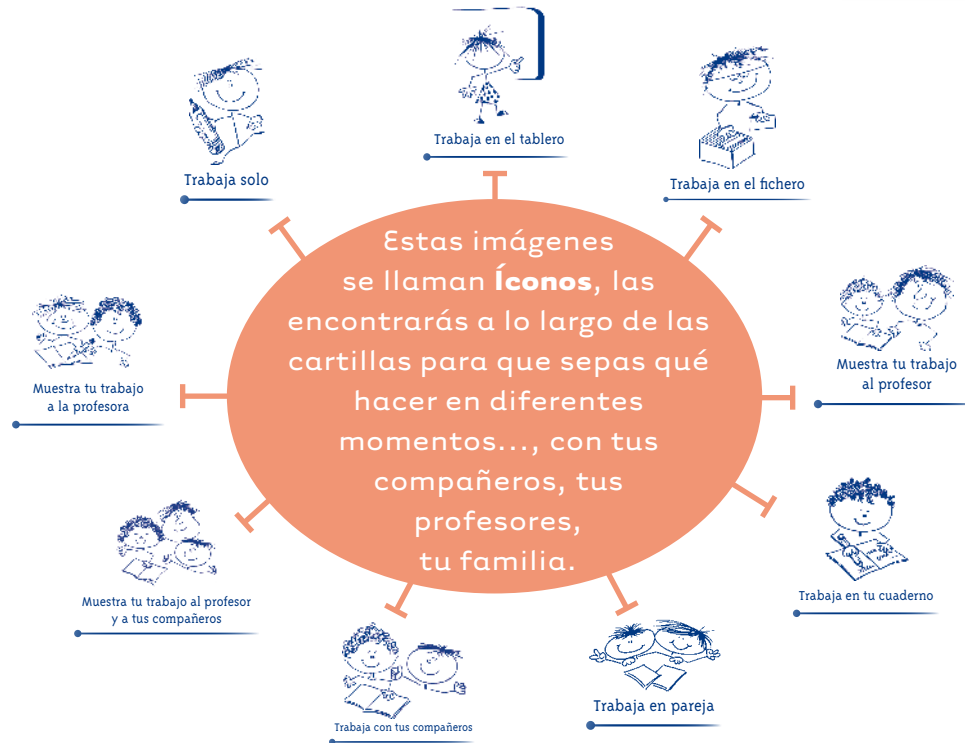 Trabaja en el tablero
Trabaja solo
Trabaja en el fichero
Estas imágenes
se llaman Íconos, las
encontrarás a lo largo de las
cartillas para que sepas qué
hacer en diferentes
momentos..., con tus
compañeros, tus
profesores,
tu familia.
Muestra tu trabajo
a la profesora
Muestra tu trabajo
al profesor
Muestra tu trabajo al profesor
y a tus compañeros
Trabaja en tu cuaderno
Trabaja con tus compañeros
Trabaja en pareja